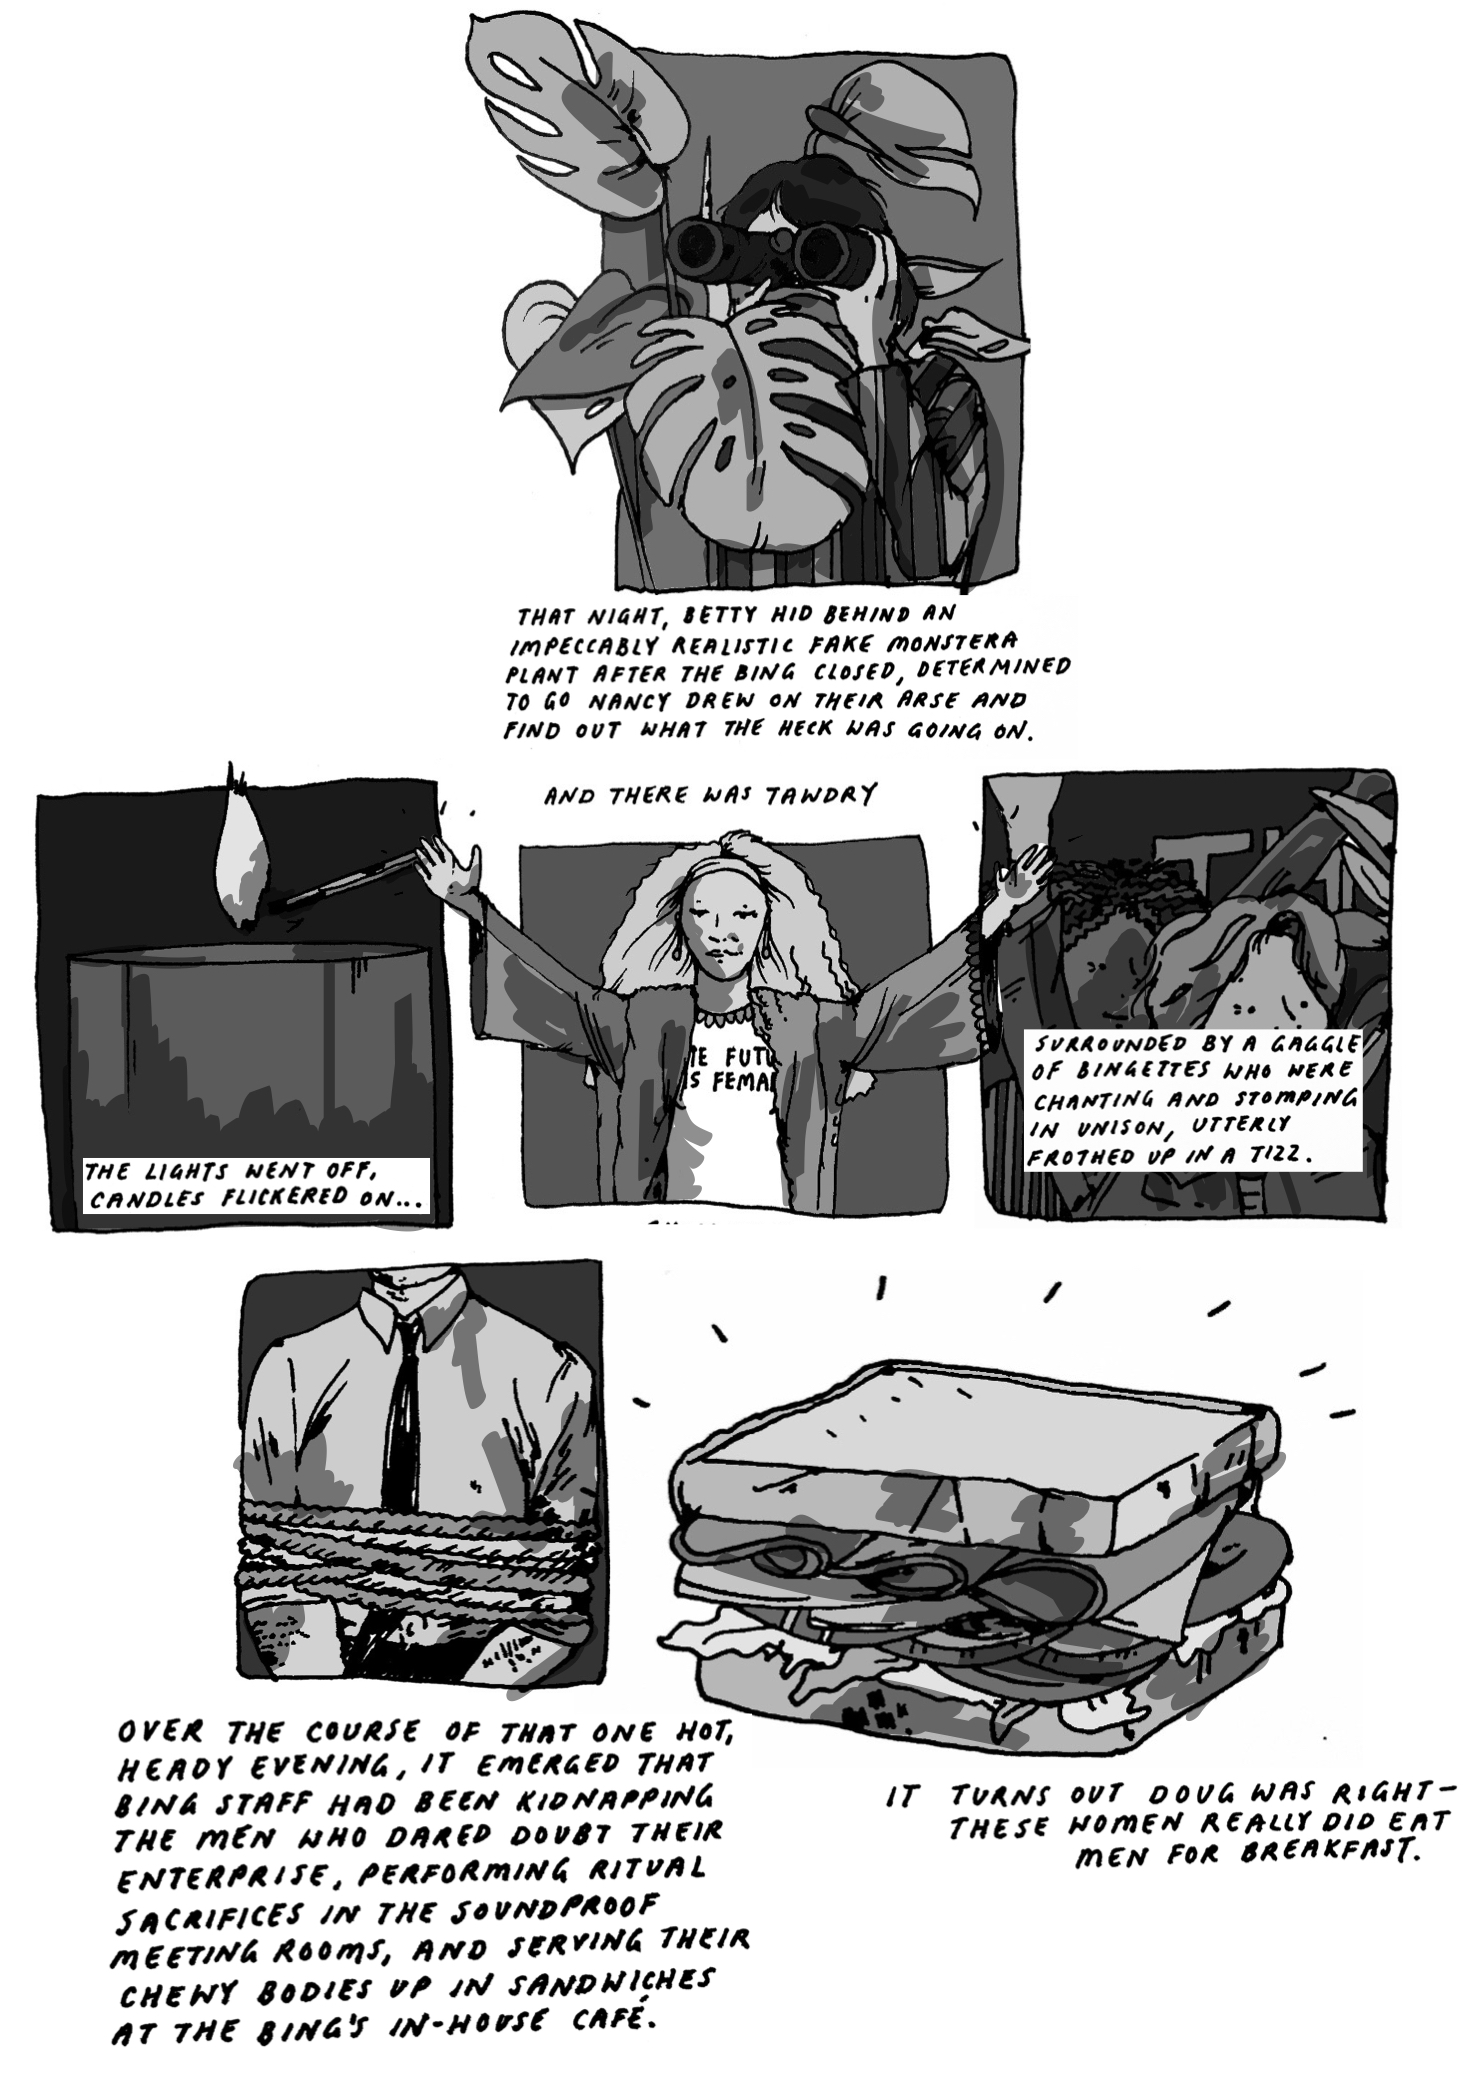 THAT NIGHT, BETTY HID BEHIND AN
IMPECCABLY REALISTIC FAKE MONSTERA
PLANT AFTER THE BING CLOSED, DETERMINED
TO GO NANCY DREW ON THEIR ARSE AND
FIND OUT WHAT THE HECK WAS GOING ON.
THE LIGHTS WENT OFF,
CANDLES FLICKERED ON...
AND THERE WAS TAWDRY
HE FUTU
IS FEMA
SURROUNDED BY A GAGGLE
OF BINGETTES WHO WERE
CHANTING AND STOMPING
IN UNISON, UTTERLY
FROTHED UP IN A TIZZ.
OVER THE COURSE OF THAT ONE HOT,
HEADY EVENING, IT EMERGED THAT
BING STAFF HAD BEEN KIDNAPPING
THE MEN WHO DARED DOUBT THEIR
ENTERPRISE, PERFORMING RITUAL
SACRIFICES IN THE SOUNDPROOF
MEETING ROOMS, AND SERVING THEIR
CHEWY BODIES UP IN SANDWICHES
AT THE BING'S IN-HOUSE CAFÉ.
IT TURNS OUT DOUG WAS RIGHT—
THESE WOMEN REALLY DID EAT
MEN FOR BREAKFAST.